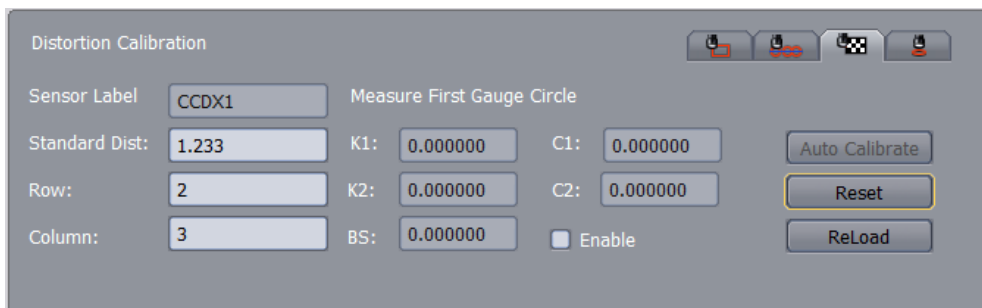 Distortion Calibration
Sensor Label CCDX1 Measure First Gauge Circle
Standard Dist: 1.233 K1: 0.000000 C1: 0.000000 Auto Calibrate
Row: 2 K2: 0.000000 C2: 0.000000 Reset
Column: 3 BS: 0.000000 Enable ReLoad